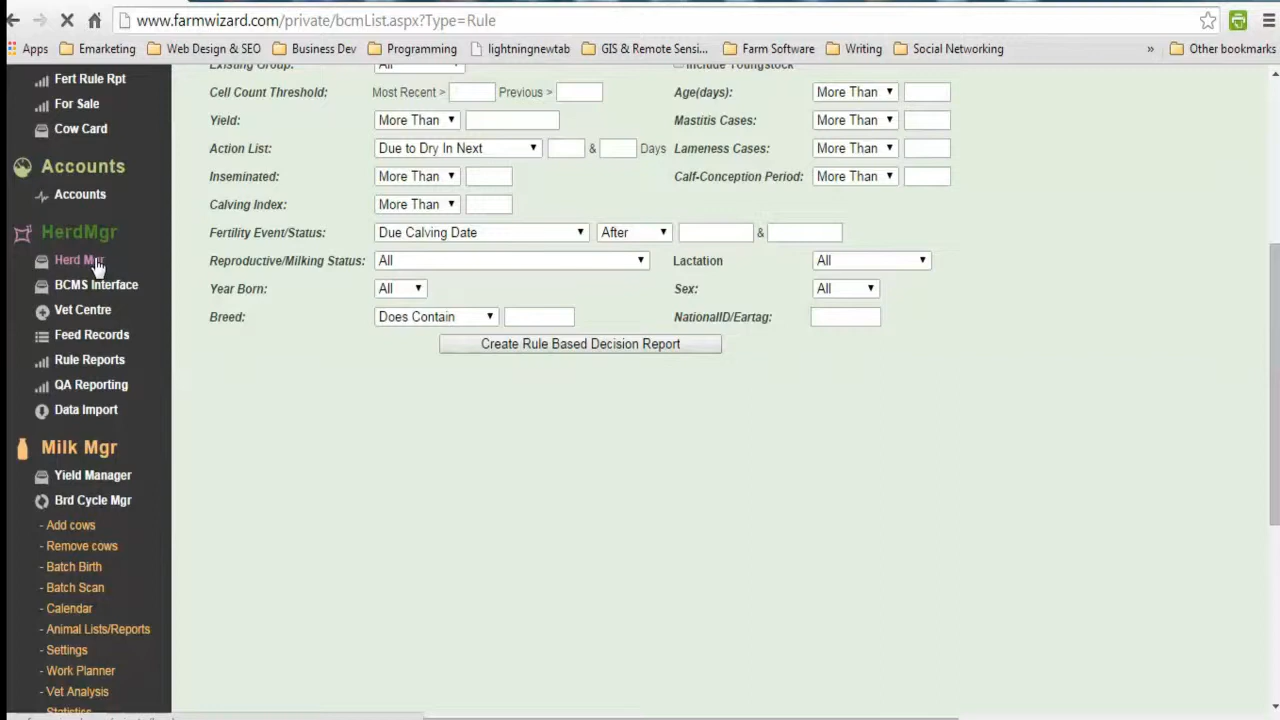 www.farmwizard.com/private/bcmList.aspx?Type=Rule
Apps Emarketing Web Design & SEO Business Dev Programming lightningnewtab GIS & Remote Sensi... Farm Software Writing Social Networking » Other bookmarks
Fert Rule Rpt
For Sale
Cow Card
Accounts
Accounts
HerdMgr
Herd Mgr
BCMS Interface
Vet Centre
Feed Records
Rule Reports
QA Reporting
Data Import
Milk Mgr
Yield Manager
Brd Cycle Mgr
- Add cows
- Remove cows
- Batch Birth
- Batch Scan
- Calendar
- Animal Lists/Reports
- Settings
- Work Planner
- Vet Analysis
- Statistics
Existing Group: All Include Youngstock
Cell Count Threshold: Most Recent > Previous > Age(days): More Than
Yield: More Than Mastitis Cases: More Than
Action List: Due to Dry In Next & Days Lameness Cases: More Than
Inseminated: More Than Calf-Conception Period: More Than
Calving Index: More Than
Fertility Event/Status: Due Calving Date After &
Reproductive/Milking Status: All Lactation All
Year Born: All Sex: All
Breed: Does Contain NationalID/Eartag:
Create Rule Based Decision Report